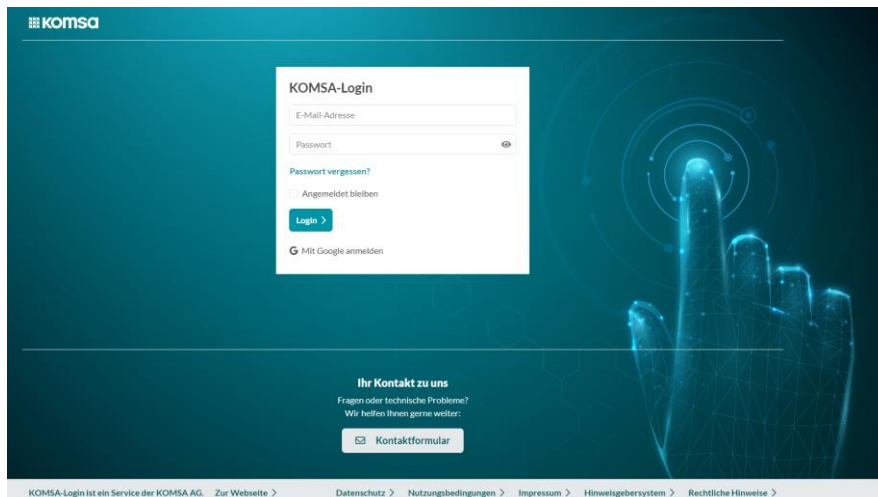 komsa
KOMSA-Login
E-Mail-Adresse
Passwort
Passwort vergessen?
Angemeldet bleiben
Login >
G Mit Google anmelden
Ihr Kontakt zu uns
Fragen oder technische Probleme?
Wir helfen Ihnen gerne weiter:
Kontaktformular
KOMSA-Login ist ein Service der KOMSA AG. Zur Webseite > Datenschutz > Nutzungsbedingungen > Impressum > Hinweisgebersystem > Rechtliche Hinweise >